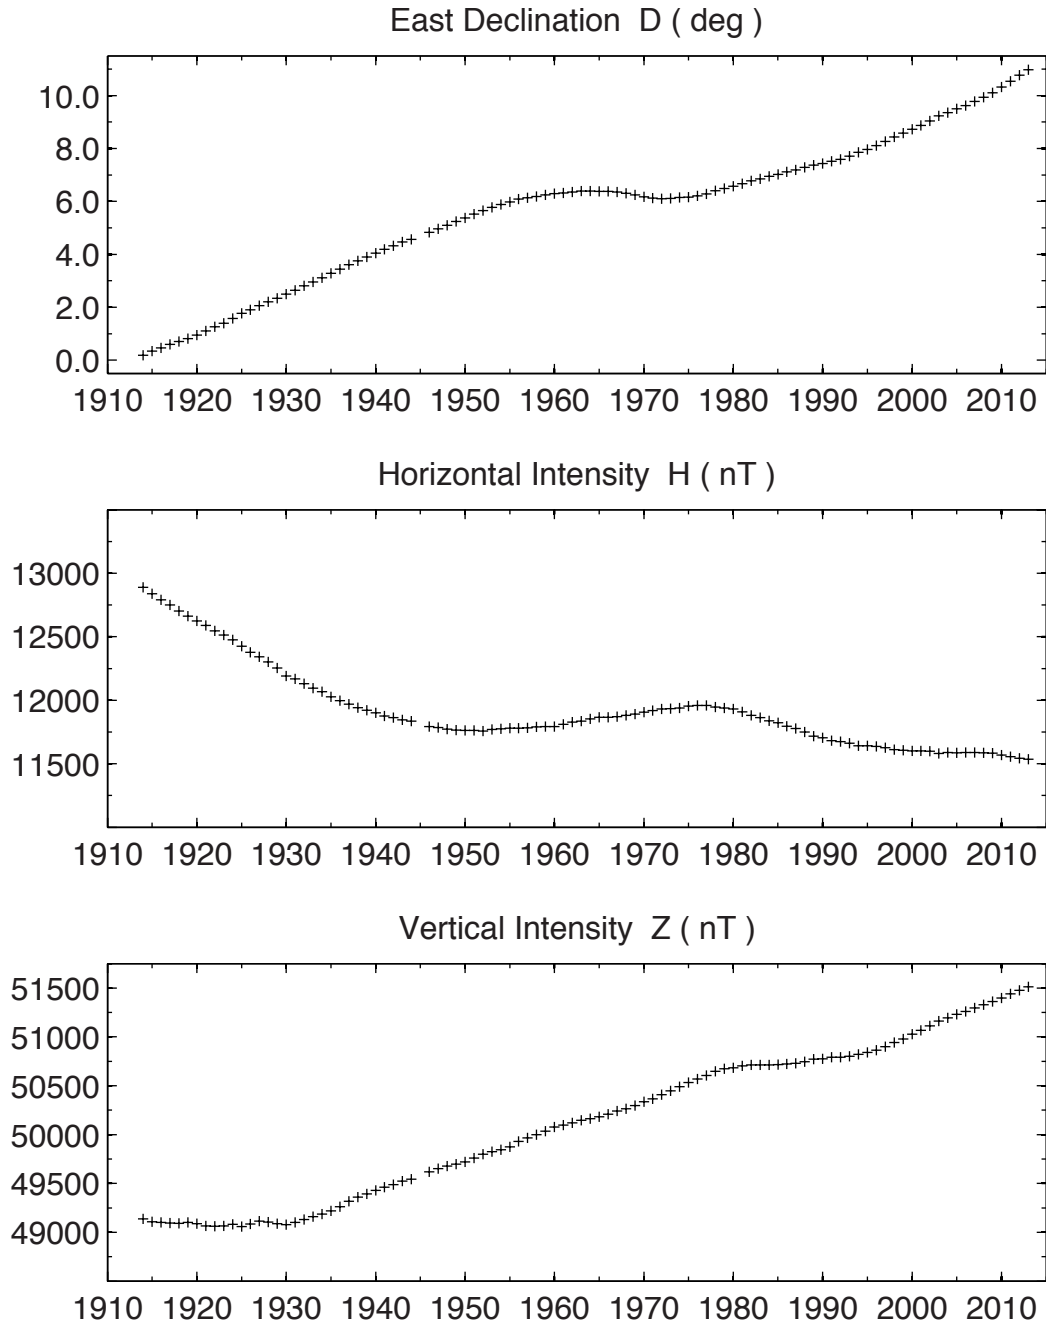 East Declination D ( deg )
10.0
8.0
6.0
4.0
2.0
0.0
1910 1920 1930 1940 1950 1960 1970 1980 1990 2000 2010
Horizontal Intensity H ( nT )
13000
12500
12000
11500
1910 1920 1930 1940 1950 1960 1970 1980 1990 2000 2010
Vertical Intensity Z ( nT )
51500
51000
50500
50000
49500
49000
1910 1920 1930 1940 1950 1960 1970 1980 1990 2000 2010